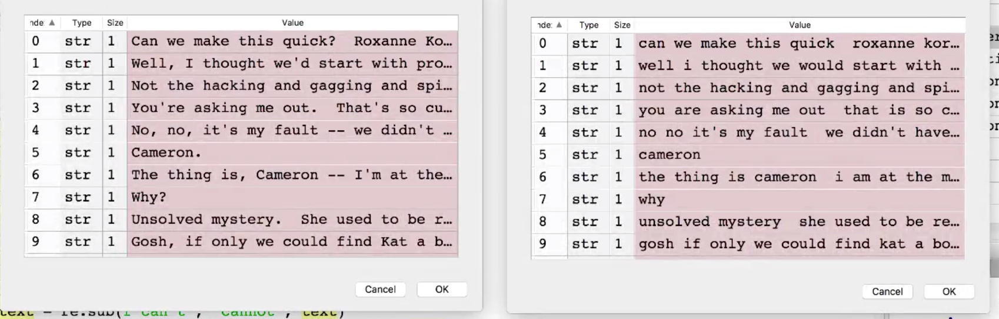 nde: ▲ Type Size Value
0 str 1 Can we make this quick?  Roxanne Ko…
1 str 1 Well, I thought we'd start with pro…
2 str 1 Not the hacking and gagging and spi…
3 str 1 You're asking me out.  That's so cu…
4 str 1 No, no, it's my fault -- we didn't …
5 str 1 Cameron.
6 str 1 The thing is, Cameron -- I'm at the…
7 str 1 Why?
8 str 1 Unsolved mystery.  She used to be r…
9 str 1 Gosh, if only we could find Kat a b…
Cancel OK
text = re.sub(r"can't", "cannot", text)
nde: ▲ Type Size Value
0 str 1 can we make this quick  roxanne kor…
1 str 1 well i thought we would start with …
2 str 1 not the hacking and gagging and spi…
3 str 1 you are asking me out  that is so c…
4 str 1 no no it's my fault  we didn't have…
5 str 1 cameron
6 str 1 the thing is cameron  i am at the m…
7 str 1 why
8 str 1 unsolved mystery  she used to be re…
9 str 1 gosh if only we could find kat a bo…
Cancel OK